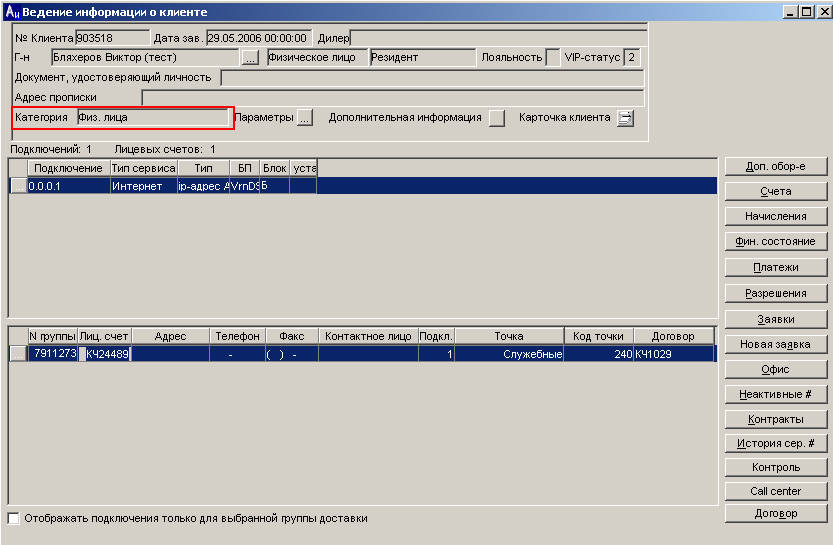 Ац Ведение информации о клиенте
№ Клиента 903518 Дата зав. 29.05.2006 00:00:00 Дилер
Г-н Бляхеров Виктор (тест) ... Физическое лицо Резидент Лояльность VIP-статус 2
Документ, удостоверяющий личность
Адрес прописки
Категория Физ. лица Параметры ... Дополнительная информация Карточка клиента
Подключений: 1 Лицевых счетов: 1
Подключение Тип сервиса Тип БП Блок уста
... 0.0.0.1 Интернет ip-адрес А VrnDS Б
Доп. обор-е
Счета
Начисления
Фин. состояние
Платежи
Разрешения
Заявки
Новая заявка
Офис
Неактивные #
Контракты
История сер. #
Контроль
Call center
Договор
N группы Лиц. счет Адрес Телефон Факс Контактное лицо Подкл. Точка Код точки Договор
... 7911273 КЧ24489 - ( ) - 1 Служебные 240 КЧ1029
Отображать подключения только для выбранной группы доставки